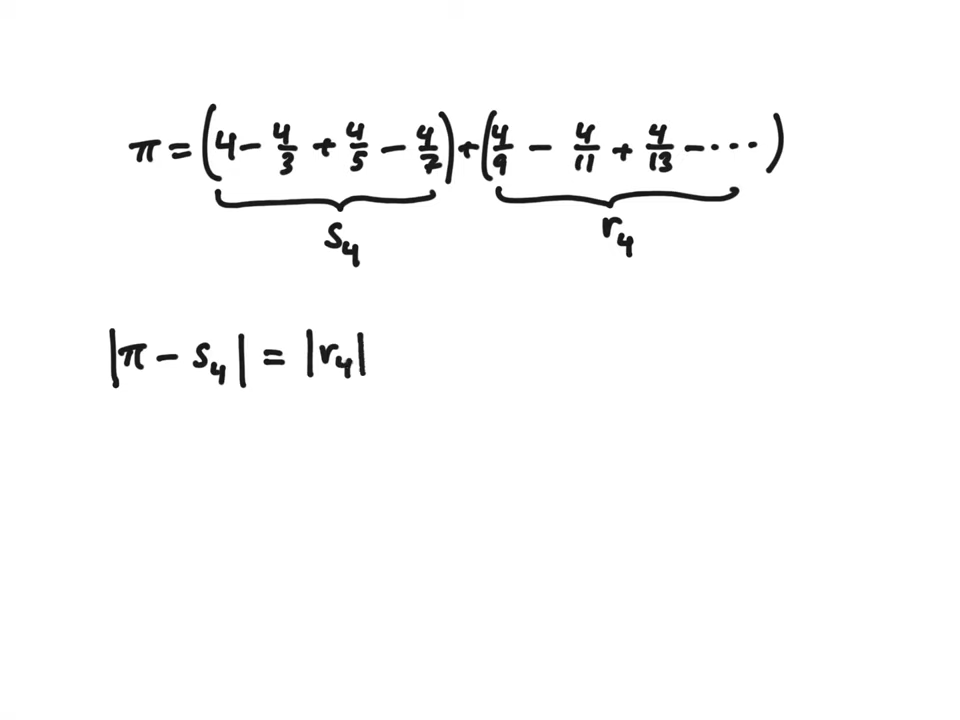 π = (4 - 4/3 + 4/5 - 4/7) + (4/9 - 4/11 + 4/13 - ⋯)
s₄ r₄
|π - s₄| = |r₄|